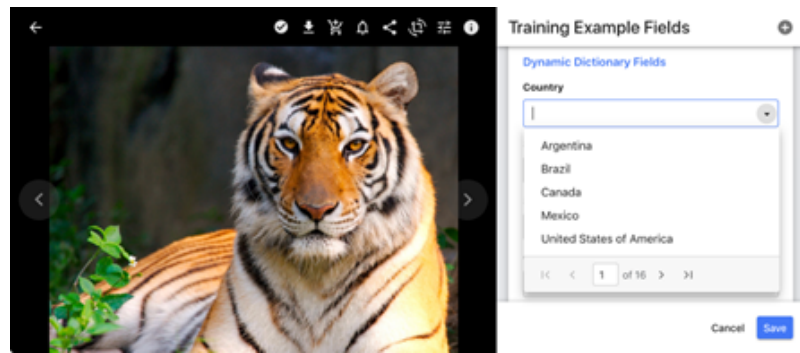 Training Example Fields
Dynamic Dictionary Fields
Country
Argentina
Brazil
Canada
Mexico
United States of America
1 of 16
Cancel Save